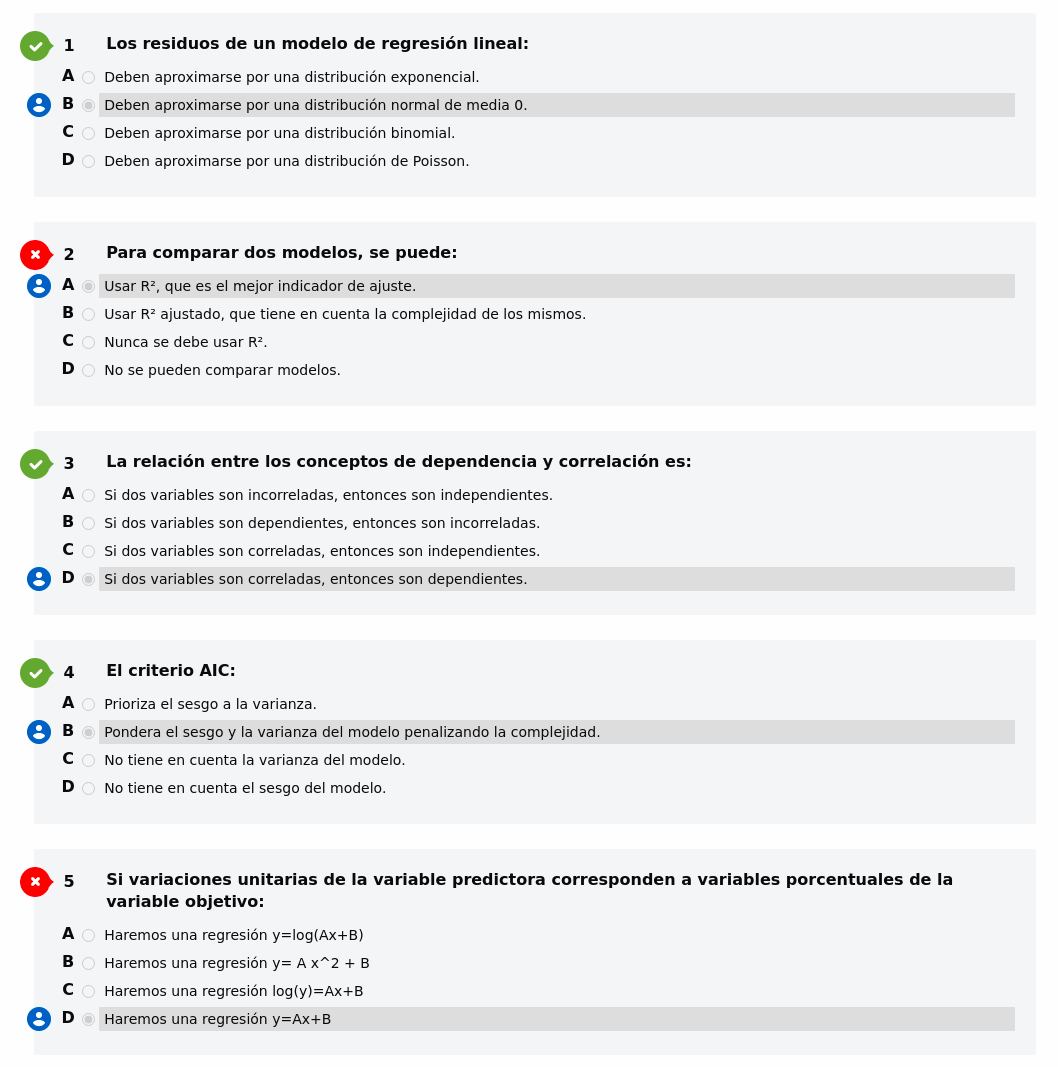 1 Los residuos de un modelo de regresión lineal:
A Deben aproximarse por una distribución exponencial.
B Deben aproximarse por una distribución normal de media 0.
C Deben aproximarse por una distribución binomial.
D Deben aproximarse por una distribución de Poisson.
2 Para comparar dos modelos, se puede:
A Usar R², que es el mejor indicador de ajuste.
B Usar R² ajustado, que tiene en cuenta la complejidad de los mismos.
C Nunca se debe usar R².
D No se pueden comparar modelos.
3 La relación entre los conceptos de dependencia y correlación es:
A Si dos variables son incorreladas, entonces son independientes.
B Si dos variables son dependientes, entonces son incorreladas.
C Si dos variables son correladas, entonces son independientes.
D Si dos variables son correladas, entonces son dependientes.
4 El criterio AIC:
A Prioriza el sesgo a la varianza.
B Pondera el sesgo y la varianza del modelo penalizando la complejidad.
C No tiene en cuenta la varianza del modelo.
D No tiene en cuenta el sesgo del modelo.
5 Si variaciones unitarias de la variable predictora corresponden a variables porcentuales de la
variable objetivo:
A Haremos una regresión y=log(Ax+B)
B Haremos una regresión y= A x^2 + B
C Haremos una regresión log(y)=Ax+B
D Haremos una regresión y=Ax+B